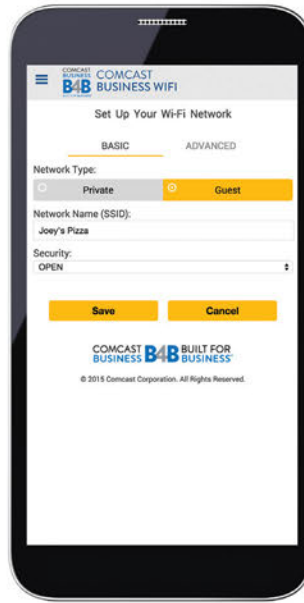 COMCAST
BUSINESS
B4B
COMCAST
BUSINESS WIFI
Set Up Your Wi-Fi Network
BASIC ADVANCED
Network Type:
Private Guest
Network Name (SSID):
Joey's Pizza
Security:
OPEN
Save Cancel
COMCAST
BUSINESS
B4B
BUILT FOR
BUSINESS™
© 2015 Comcast Corporation. All Rights Reserved.